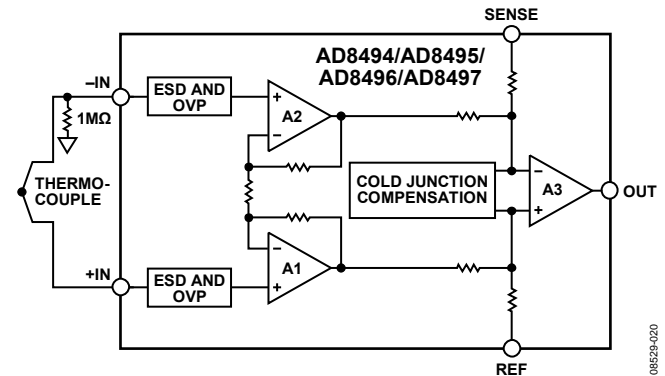 SENSE
AD8494/AD8495/
AD8496/AD8497
–IN
ESD AND
OVP
+
A2
–
1MΩ
THERMO-
COUPLE
COLD JUNCTION
COMPENSATION
–
A3
+
OUT
–
A1
+
+IN
ESD AND
OVP
REF
08529-020